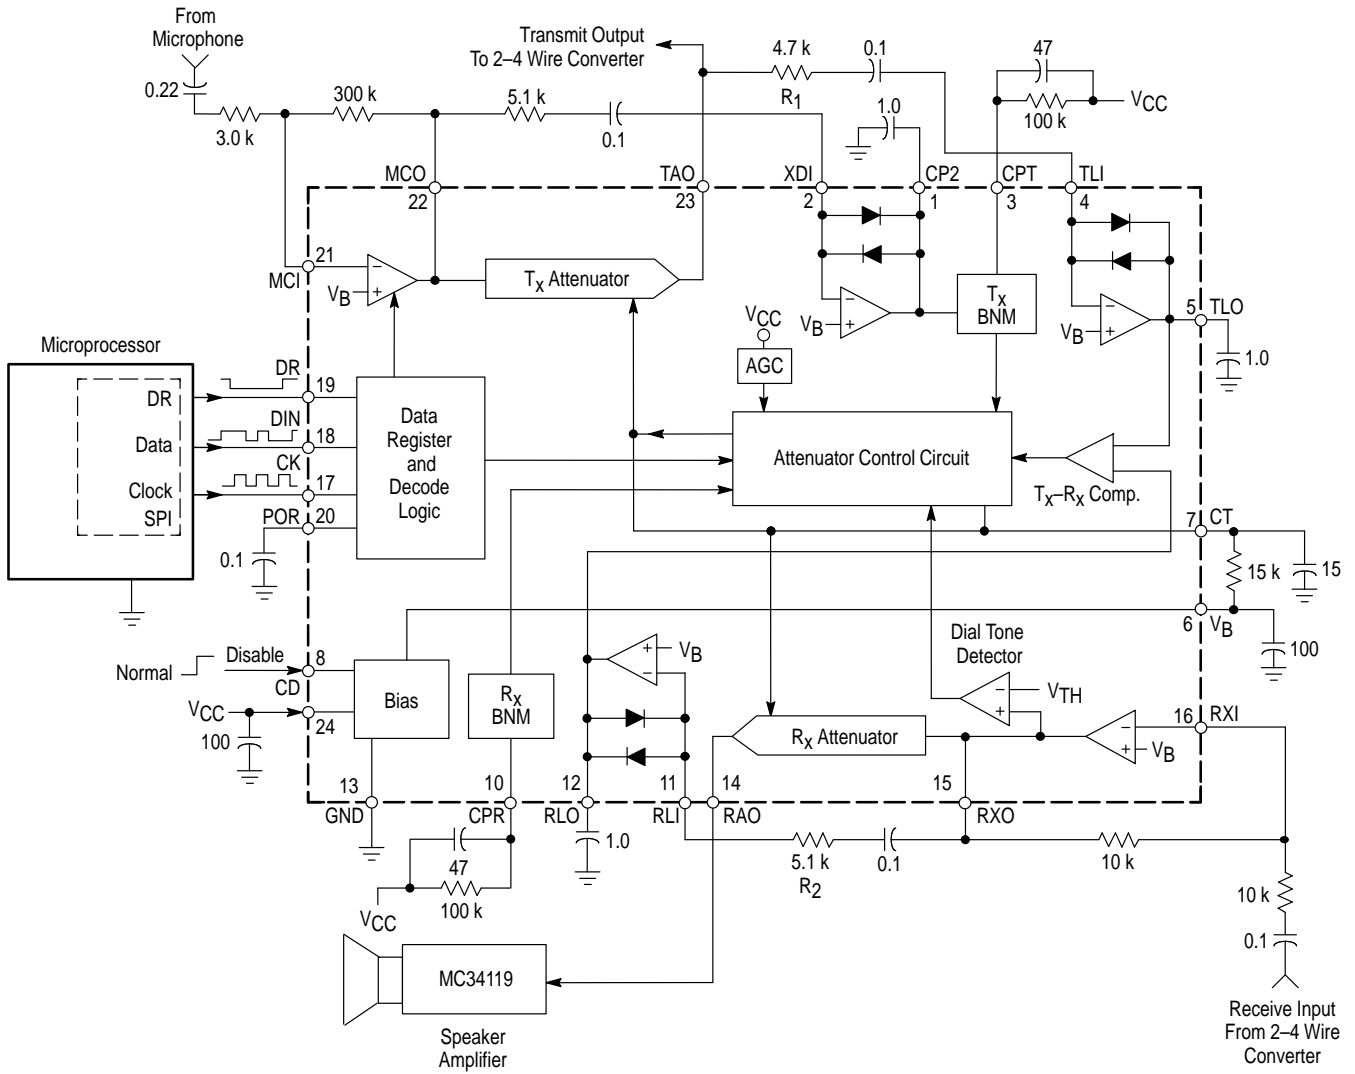 From
Microphone
0.22
3.0 k
300 k
5.1 k
0.1
Transmit Output
To 2–4 Wire Converter
4.7 k
R1
0.1
1.0
47
100 k
VCC
MCO
22
TAO
23
XDI
2
CP2
1
CPT
3
TLI
4
21
MCI
VB
–
+
Tx Attenuator
VB
–
+
Tx
BNM
VB
–
+
5
TLO
1.0
VCC
AGC
Microprocessor
DR
Data
Clock
SPI
DR
19
DIN
18
CK
17
POR
20
0.1
Data
Register
and
Decode
Logic
Attenuator Control Circuit
Tx–Rx Comp.
7
CT
15 k
15
6
VB
100
Normal
Disable
8
CD
VCC
24
100
Bias
Rx
BNM
+
–
VB
Dial Tone
Detector
–
+
VTH
Rx Attenuator
–
+
VB
16
RXI
13
GND
10
CPR
12
RLO
11
RLI
14
RAO
15
RXO
47
100 k
VCC
1.0
5.1 k
R2
0.1
10 k
10 k
0.1
MC34119
Speaker
Amplifier
Receive Input
From 2–4 Wire
Converter